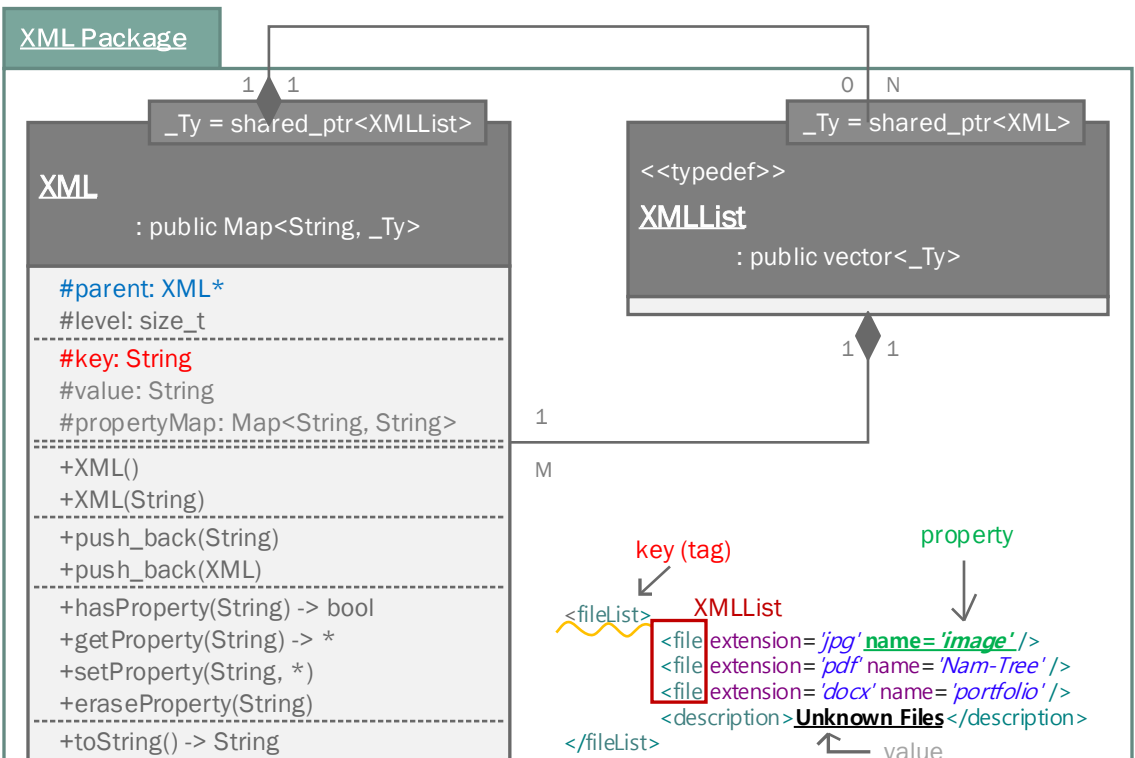 XML Package
1 1
0 N
_Ty = shared_ptr<XMLList>
XML
: public Map<String, _Ty>
#parent: XML*
#level: size_t
#key: String
#value: String
#propertyMap: Map<String, String>
+XML()
+XML(String)
+push_back(String)
+push_back(XML)
+hasProperty(String) -> bool
+getProperty(String) -> *
+setProperty(String, *)
+eraseProperty(String)
+toString() -> String
_Ty = shared_ptr<XML>
<<typedef>>
XMLList
: public vector<_Ty>
1 1
1
M
key (tag)
property
<fileList>
XMLList
<file extension='jpg' name='image' />
<file extension='pdf' name='Nam-Tree' />
<file extension='docx' name='portfolio' />
<description>Unknown Files</description>
</fileList>
value